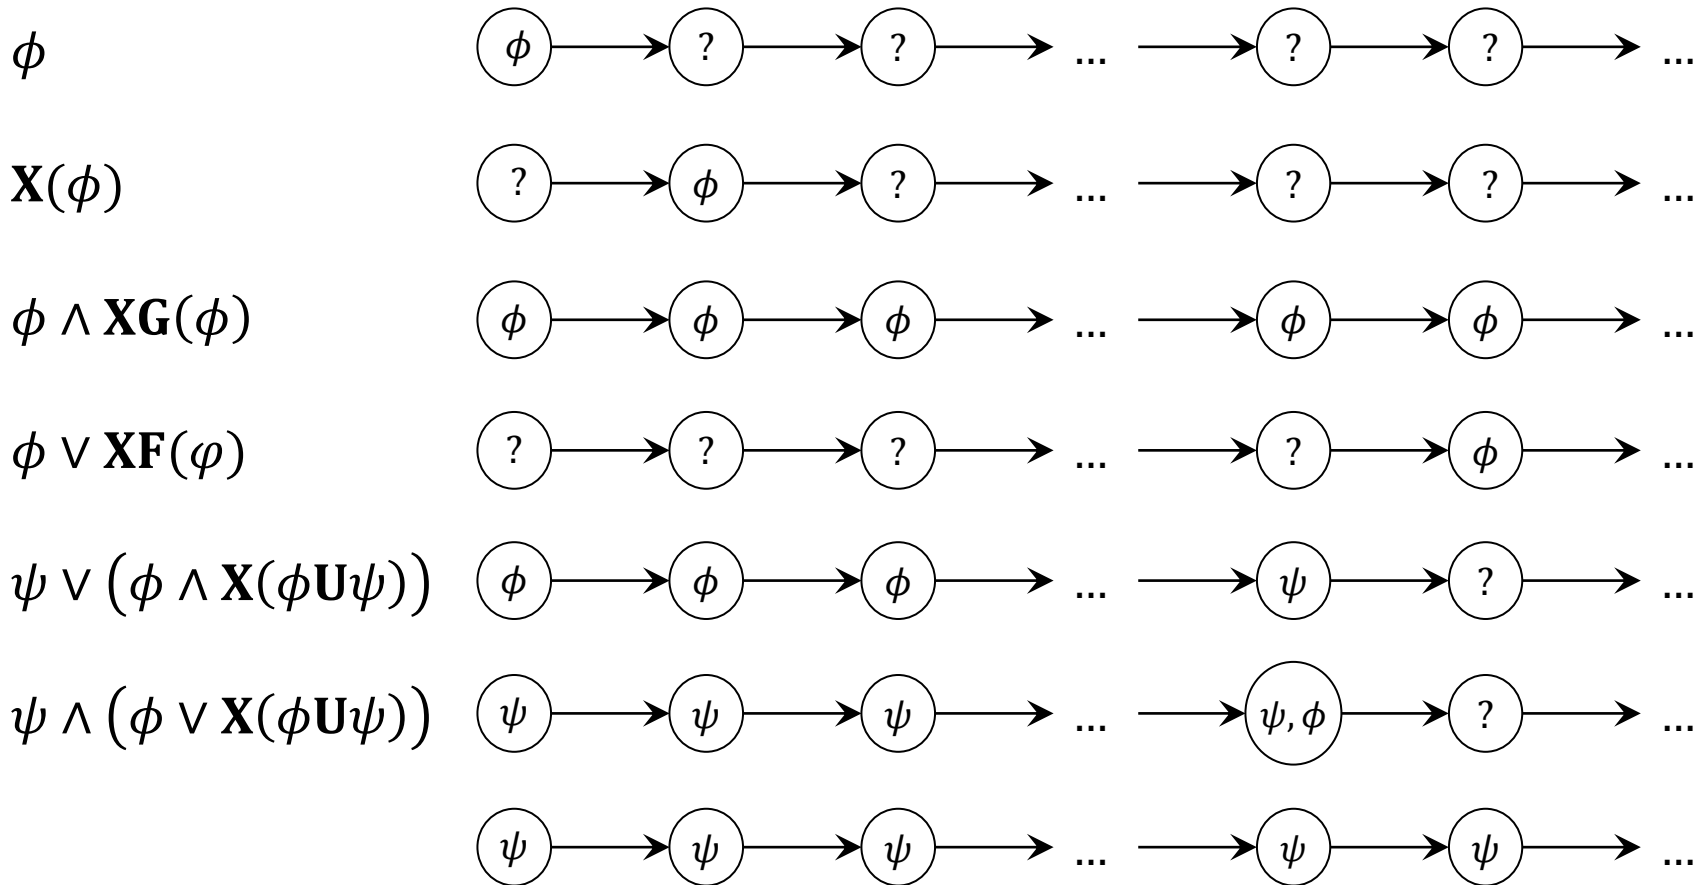 ϕ ϕ ? ? ... ? ? ...
𝐗(ϕ) ? ϕ ? ... ? ? ...
ϕ ∧ 𝐗𝐆(ϕ) ϕ ϕ ϕ ... ϕ ϕ ...
ϕ ∨ 𝐗𝐅(φ) ? ? ? ... ? ϕ ...
ψ ∨ (ϕ ∧ 𝐗(ϕ𝐔ψ)) ϕ ϕ ϕ ... ψ ? ...
ψ ∧ (ϕ ∨ 𝐗(ϕ𝐔ψ)) ψ ψ ψ ... ψ, ϕ ? ...
ψ ψ ψ ... ψ ψ ...